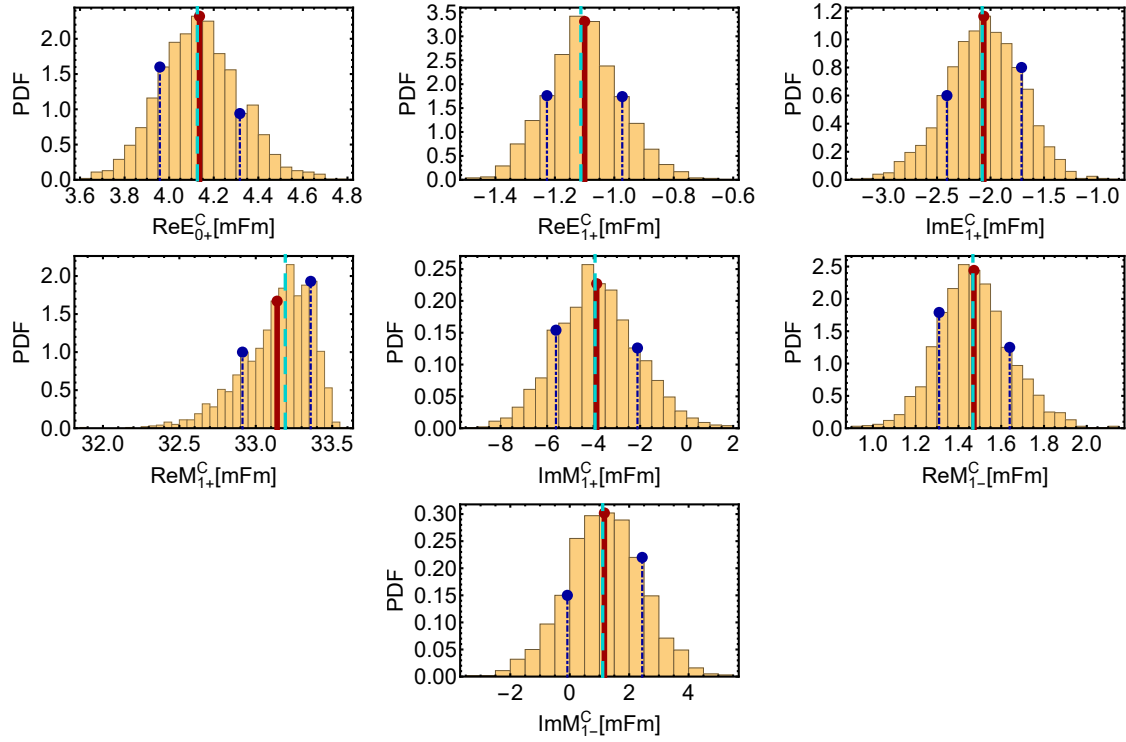 PDF
2.0
1.5
1.0
0.5
0.0
3.6 3.8 4.0 4.2 4.4 4.6 4.8
ReE^C_{0+}[mFm]
PDF
3.5
3.0
2.5
2.0
1.5
1.0
0.5
0.0
−1.4 −1.2 −1.0 −0.8 −0.6
ReE^C_{1+}[mFm]
PDF
1.2
1.0
0.8
0.6
0.4
0.2
0.0
−3.0 −2.5 −2.0 −1.5 −1.0
ImE^C_{1+}[mFm]
PDF
2.0
1.5
1.0
0.5
0.0
32.0 32.5 33.0 33.5
ReM^C_{1+}[mFm]
PDF
0.25
0.20
0.15
0.10
0.05
0.00
−8 −6 −4 −2 0 2
ImM^C_{1+}[mFm]
PDF
2.5
2.0
1.5
1.0
0.5
0.0
1.0 1.2 1.4 1.6 1.8 2.0
ReM^C_{1−}[mFm]
PDF
0.30
0.25
0.20
0.15
0.10
0.05
0.00
−2 0 2 4
ImM^C_{1−}[mFm]